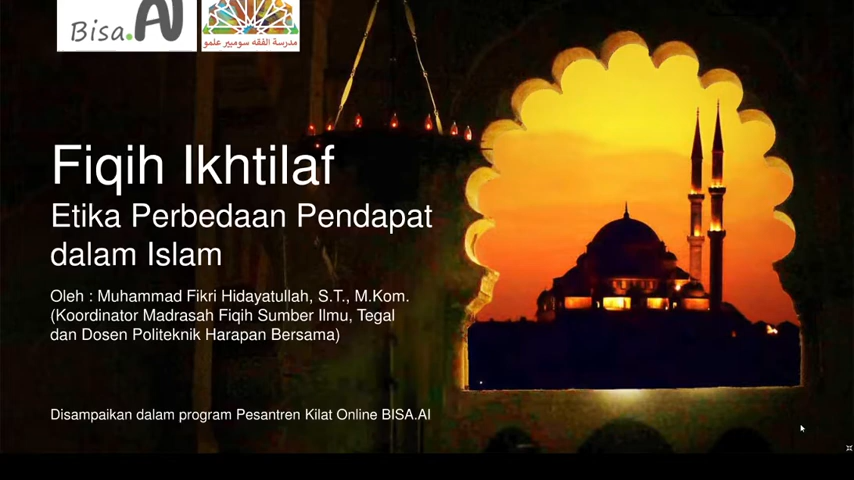 Bisa.AI
مدرسة الفقه سومبير علمو
Fiqih Ikhtilaf
Etika Perbedaan Pendapat
dalam Islam
Oleh : Muhammad Fikri Hidayatullah, S.T., M.Kom.
(Koordinator Madrasah Fiqih Sumber Ilmu, Tegal
dan Dosen Politeknik Harapan Bersama)
Disampaikan dalam program Pesantren Kilat Online BISA.AI